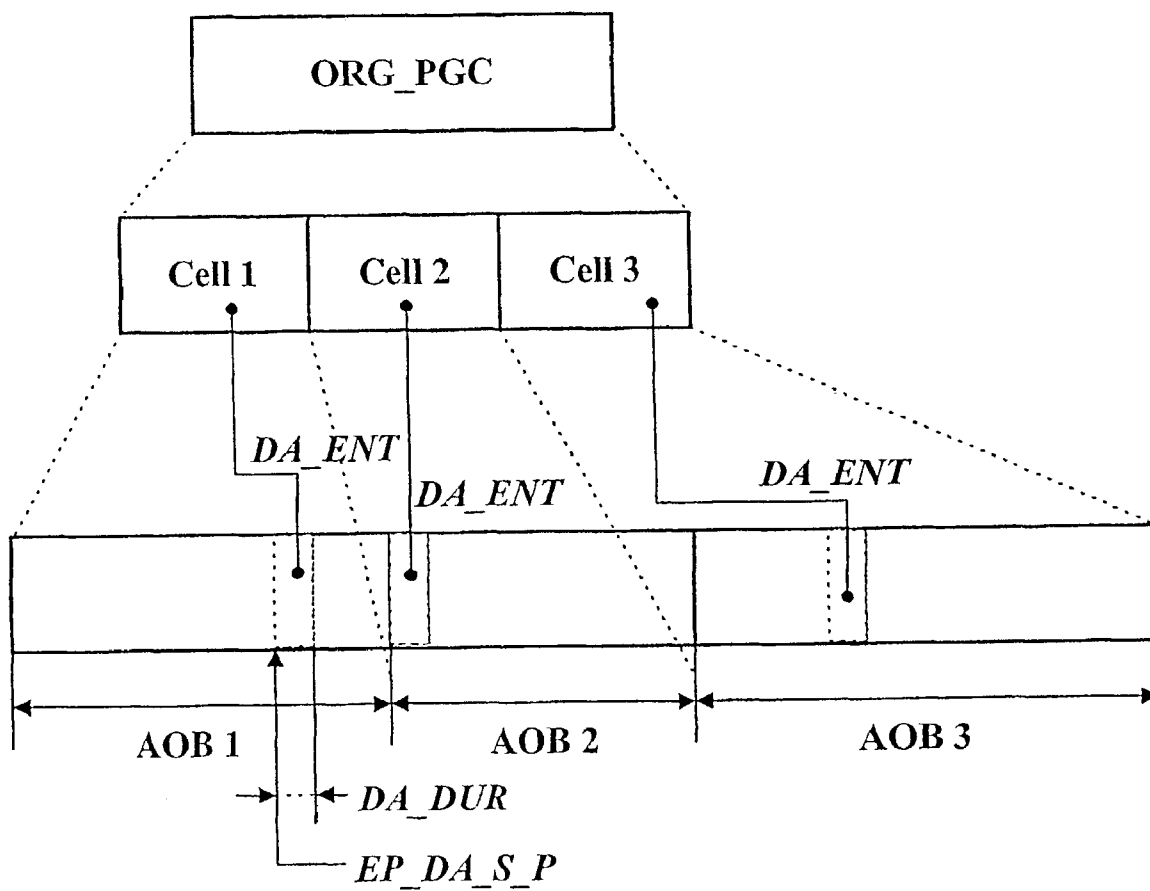 ORG_PGC
Cell 1
Cell 2
Cell 3
DA_ENT
DA_ENT
DA_ENT
AOB 1
AOB 2
AOB 3
DA_DUR
EP_DA_S_P